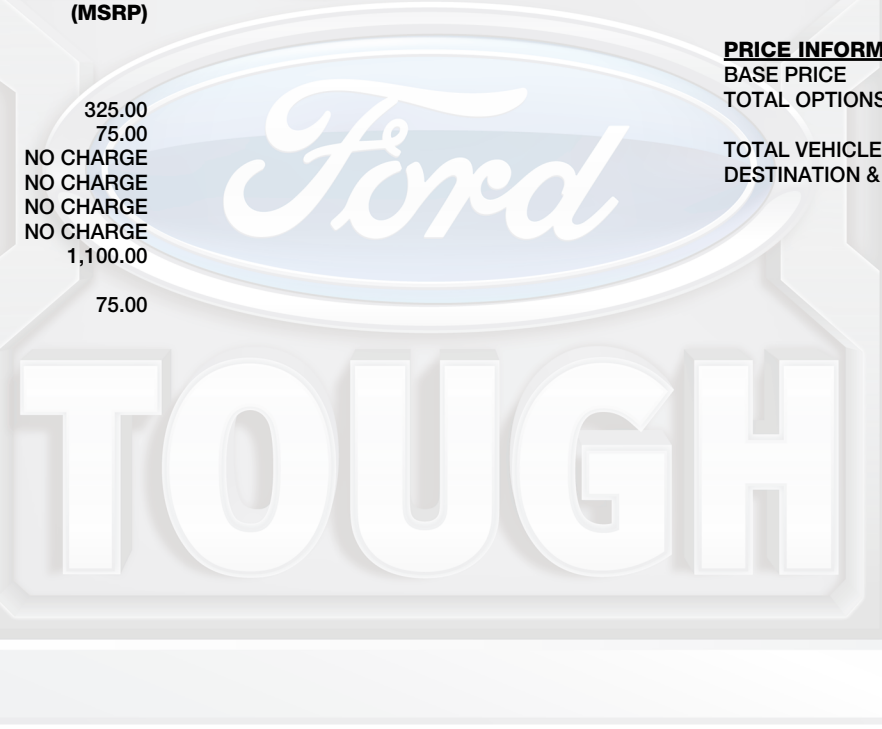 (MSRP)
325.00
75.00
NO CHARGE
NO CHARGE
NO CHARGE
NO CHARGE
1,100.00
75.00
PRICE INFORM
BASE PRICE
TOTAL OPTIONS
TOTAL VEHICLE
DESTINATION &
Ford
TOUGH